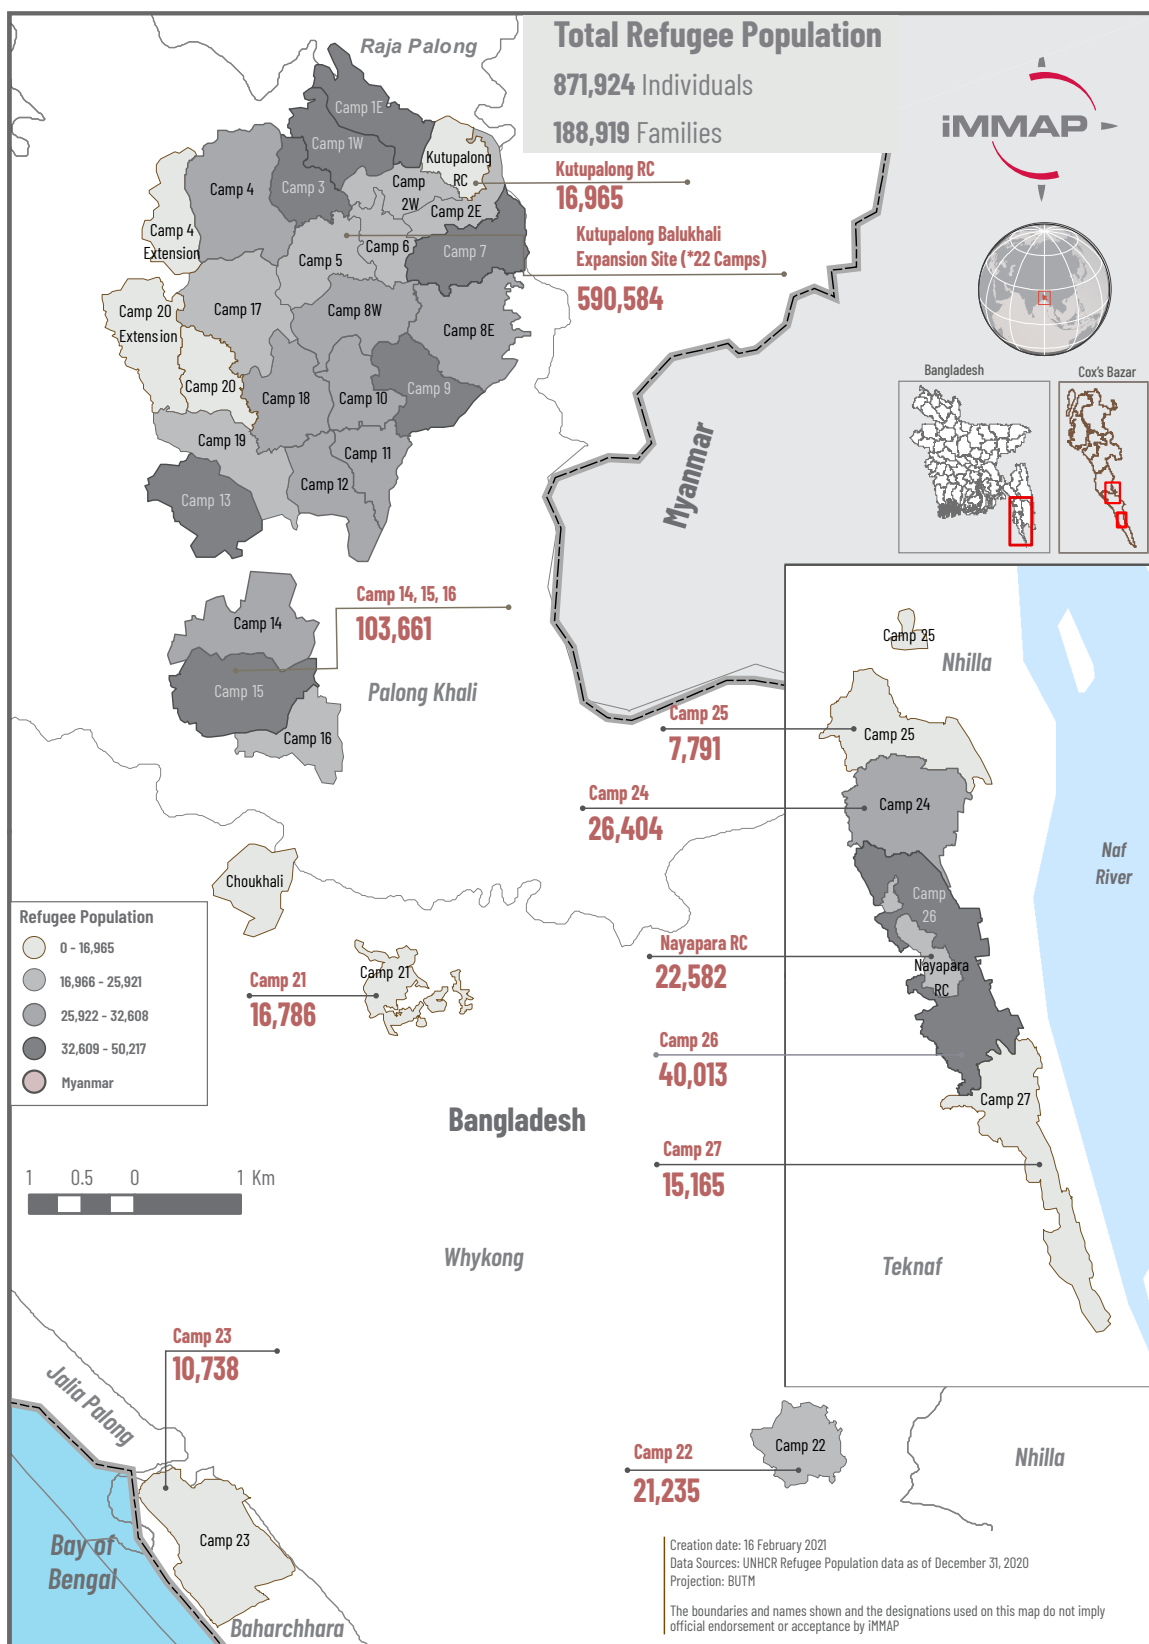 Raja Palong
Total Refugee Population
871,924 Individuals
188,919 Families
iMMAP
Camp 1E
Camp 1W
Kutupalong
RC
Camp 3
Camp 4
Camp
2W
Camp 2E
Kutupalong RC
16,965
Camp 4
Extension
Camp 5
Camp 6
Camp 7
Kutupalong Balukhali
Expansion Site (*22 Camps)
590,584
Camp 20
Extension
Camp 17
Camp 8W
Camp 8E
Camp 20
Camp 18
Camp 10
Camp 9
Camp 19
Camp 11
Camp 12
Camp 13
Myanmar
Bangladesh
Cox's Bazar
Camp 14, 15, 16
103,661
Camp 14
Camp 15
Camp 16
Palong Khali
Camp 25
Nhilla
Camp 25
7,791
Camp 25
Camp 24
26,404
Camp 24
Naf
River
Choukhali
Camp
26
Refugee Population
0 - 16,965
16,966 - 25,921
25,922 - 32,608
32,609 - 50,217
Myanmar
Camp 21
16,786
Camp 21
Nayapara RC
22,582
Nayapara
RC
Camp 26
40,013
Camp 27
Bangladesh
Camp 27
15,165
1 0.5 0 1 Km
Whykong
Teknaf
Camp 23
10,738
Jalia Palong
Camp 22
21,235
Camp 22
Nhilla
Camp 23
Bay of
Bengal
Baharchhara
Creation date: 16 February 2021
Data Sources: UNHCR Refugee Population data as of December 31, 2020
Projection: BUTM
The boundaries and names shown and the designations used on this map do not imply
official endorsement or acceptance by iMMAP